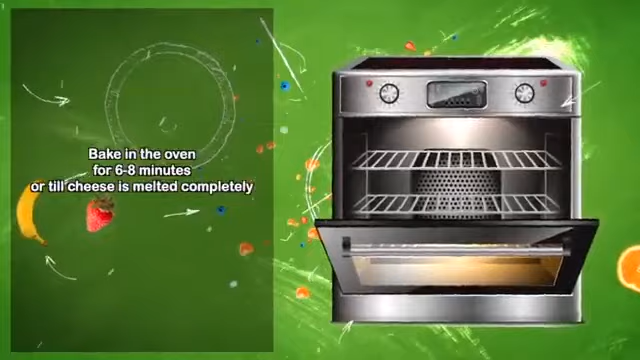 Bake in the oven
for 6-8 minutes
or till cheese is melted completely